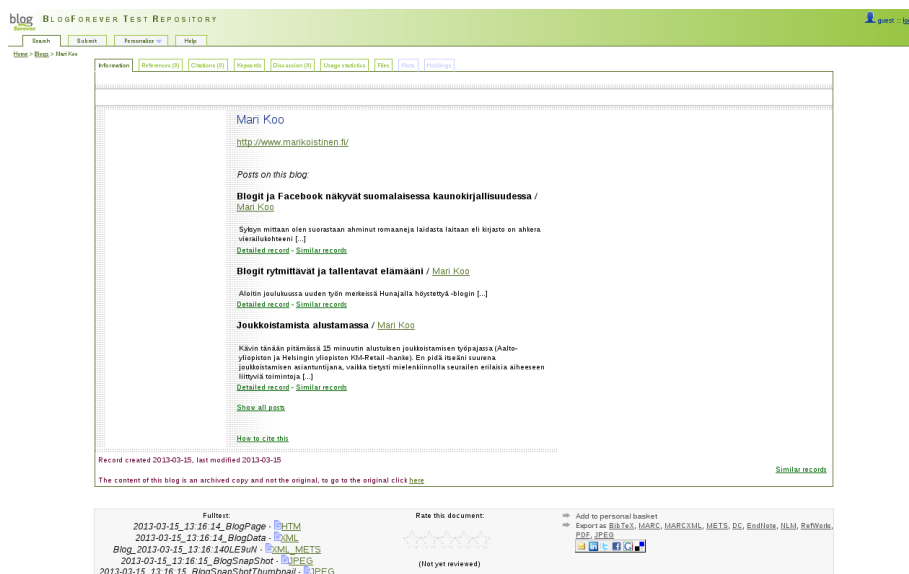 blog
forever
BlogForever Test Repository
guest ::
Search
Submit
Personalize
Help
Home > Blogs > Mari Koo
Information
References (0)
Citations (0)
Keywords
Discussion (0)
Usage statistics
Files
Plots
Holdings
Mari Koo
http://www.marikoistinen.fi/
Posts on this blog:
Blogit ja Facebook näkyvät suomalaisessa kaunokirjallisuudessa /
Mari Koo
Syksyn mittaan olen suorastaan ahminut romaaneja laidasta laitaan eli kirjasto on ahkera
vierailukohteeni [...]
Detailed record - Similar records
Blogit rytmittävät ja tallentavat elämääni / Mari Koo
Aloitin joulukuussa uuden työn merkeissä Hunajalla höystettyä -blogin [...]
Detailed record - Similar records
Joukkoistamista alustamassa / Mari Koo
Kävin tänään pitämässä 15 minuutin alustuksen joukkoistamisen työpajassa (Aalto-
yliopiston ja Helsingin yliopiston KM-Retail -hanke). En pidä itseäni suurena
joukkoistamisen asiantuntijana, vaikka tietysti mielenkiinnolla seurailen erilaisia aiheeseen
liittyviä toimintoja [...]
Detailed record - Similar records
Show all posts
How to cite this
Record created 2013-03-15, last modified 2013-03-15
Similar records
The content of this blog is an archived copy and not the original, to go to the original click here
Fulltext:
2013-03-15_13:16:14_BlogPage - HTM
2013-03-15_13:16:14_BlogData - XML
Blog_2013-03-15_13:16:140LE9uN - XML_METS
2013-03-15_13:16:15_BlogSnapShot - JPEG
2013-03-15_13:16:15_BlogSnapShotThumbnail - JPEG
Rate this document:
(Not yet reviewed)
Add to personal basket
Export as BibTeX, MARC, MARCXML, METS, DC, EndNote, NLM, RefWorks,
PDF, JPEG